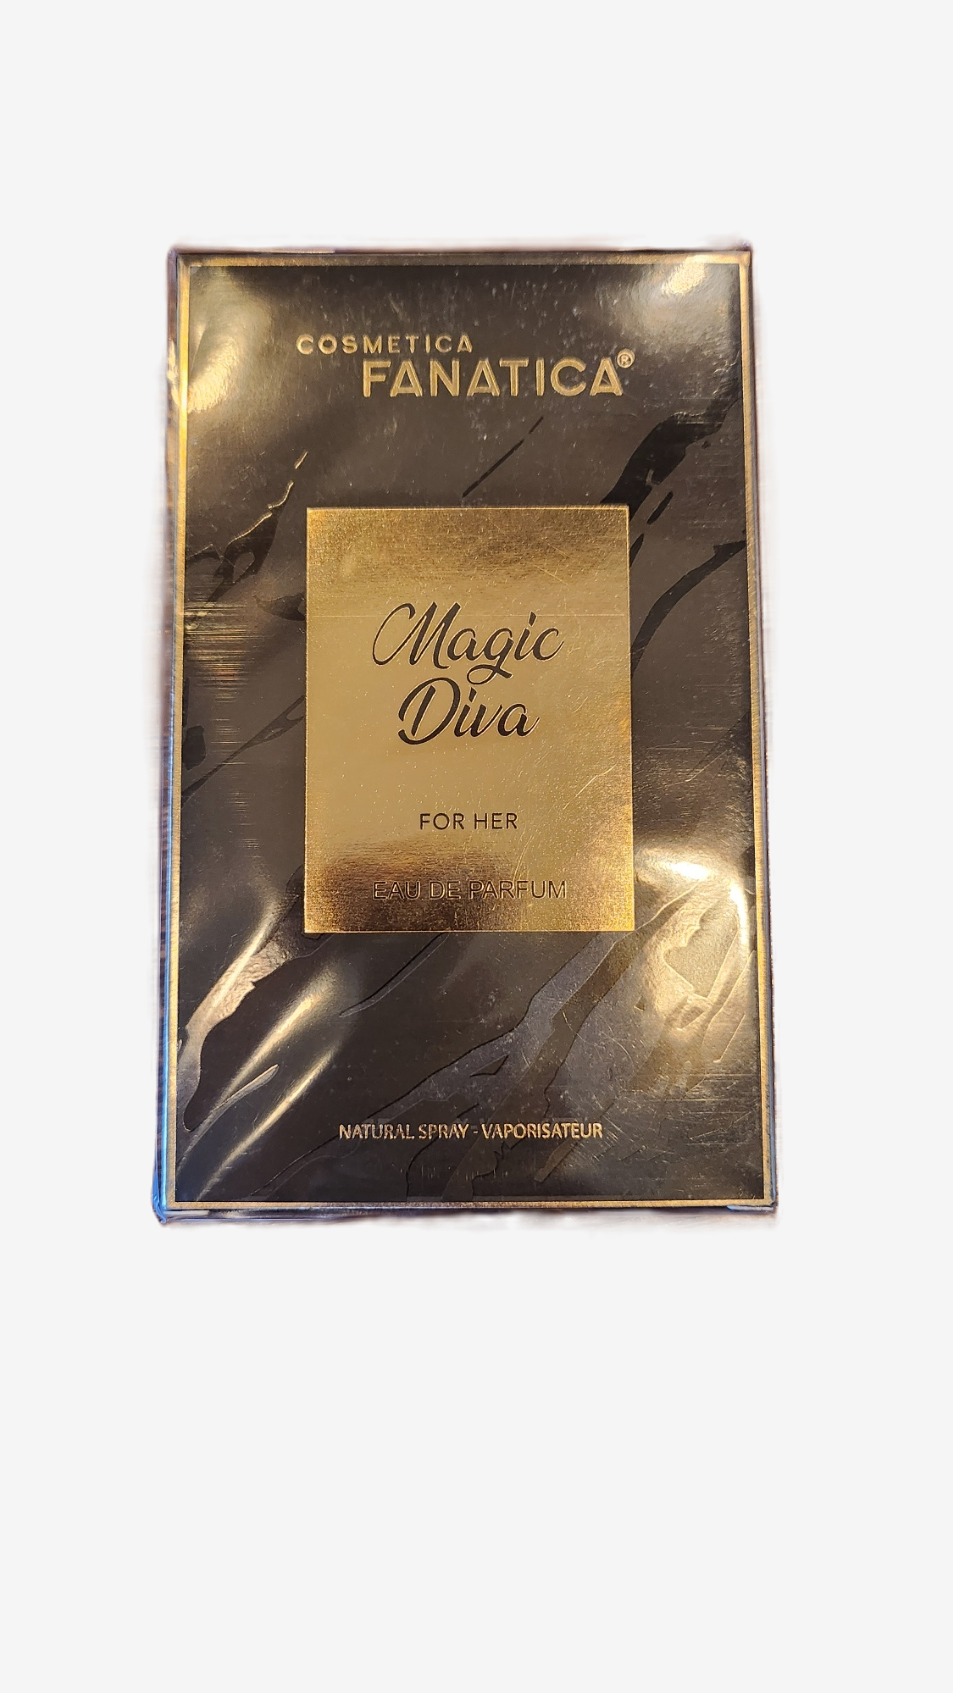 COSMETICA
FANATICA®
Magic
Diva
FOR HER
EAU DE PARFUM
NATURAL SPRAY - VAPORISATEUR